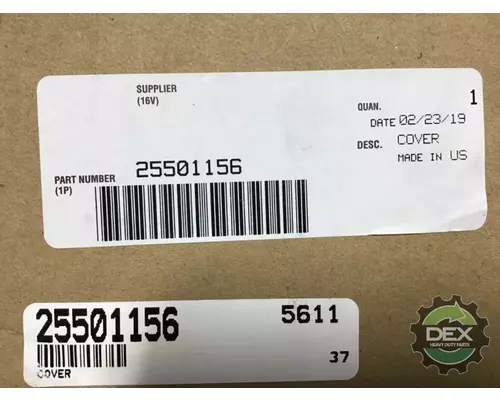 SUPPLIER
(16V)
QUAN. 1
DATE 02/23/19
DESC. COVER
MADE IN US
PART NUMBER 25501156
(1P)
25501156 5611
COVER 37
DEX
HEAVY DUTY PARTS